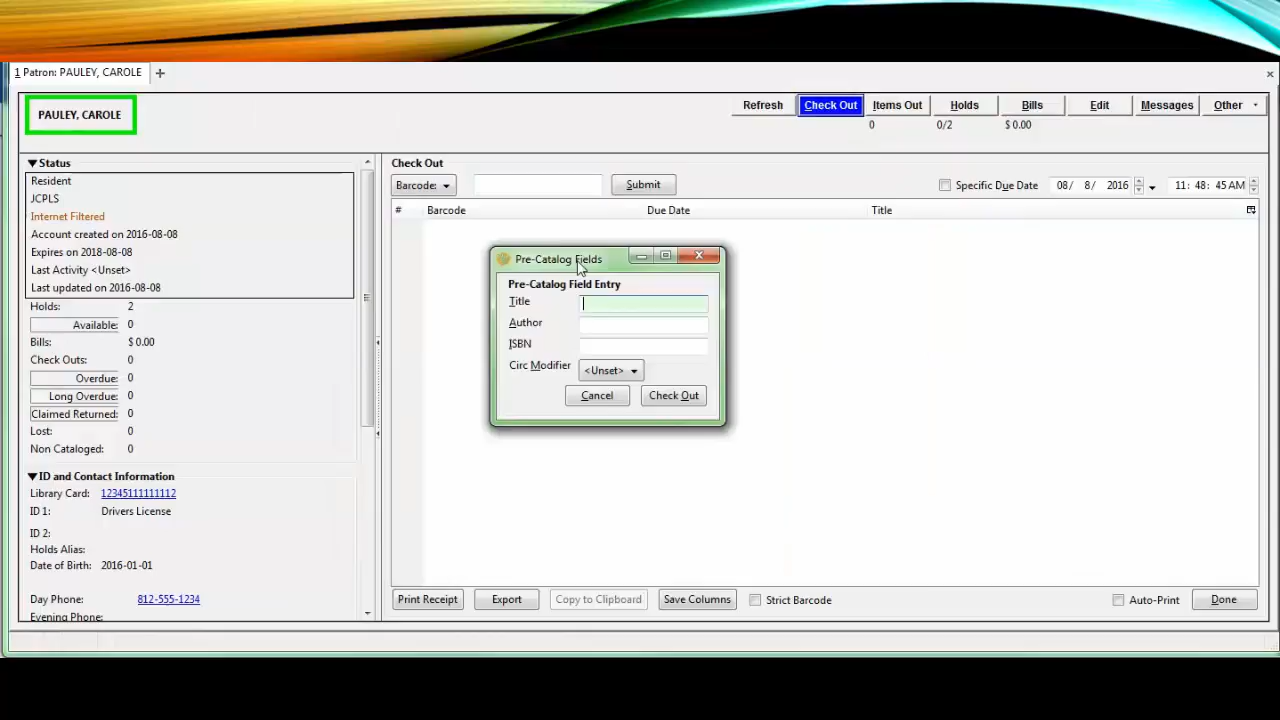 1 Patron: PAULEY, CAROLE +
PAULEY, CAROLE
Refresh Check Out Items Out Holds Bills Edit Messages Other
0 0/2 $ 0.00
Status
Resident
JCPLS
Internet Filtered
Account created on 2016-08-08
Expires on 2018-08-08
Last Activity <Unset>
Last updated on 2016-08-08
Holds: 2
Available: 0
Bills: $ 0.00
Check Outs: 0
Overdue: 0
Long Overdue: 0
Claimed Returned: 0
Lost: 0
Non Cataloged: 0
ID and Contact Information
Library Card: 12345111111112
ID 1: Drivers License
ID 2:
Holds Alias:
Date of Birth: 2016-01-01
Day Phone: 812-555-1234
Evening Phone:
Check Out
Barcode: Submit Specific Due Date 08/ 8/ 2016 11: 48: 45 AM
# Barcode Due Date Title
Pre-Catalog Fields
Pre-Catalog Field Entry
Title
Author
ISBN
Circ Modifier <Unset>
Cancel Check Out
Print Receipt Export Copy to Clipboard Save Columns Strict Barcode Auto-Print Done